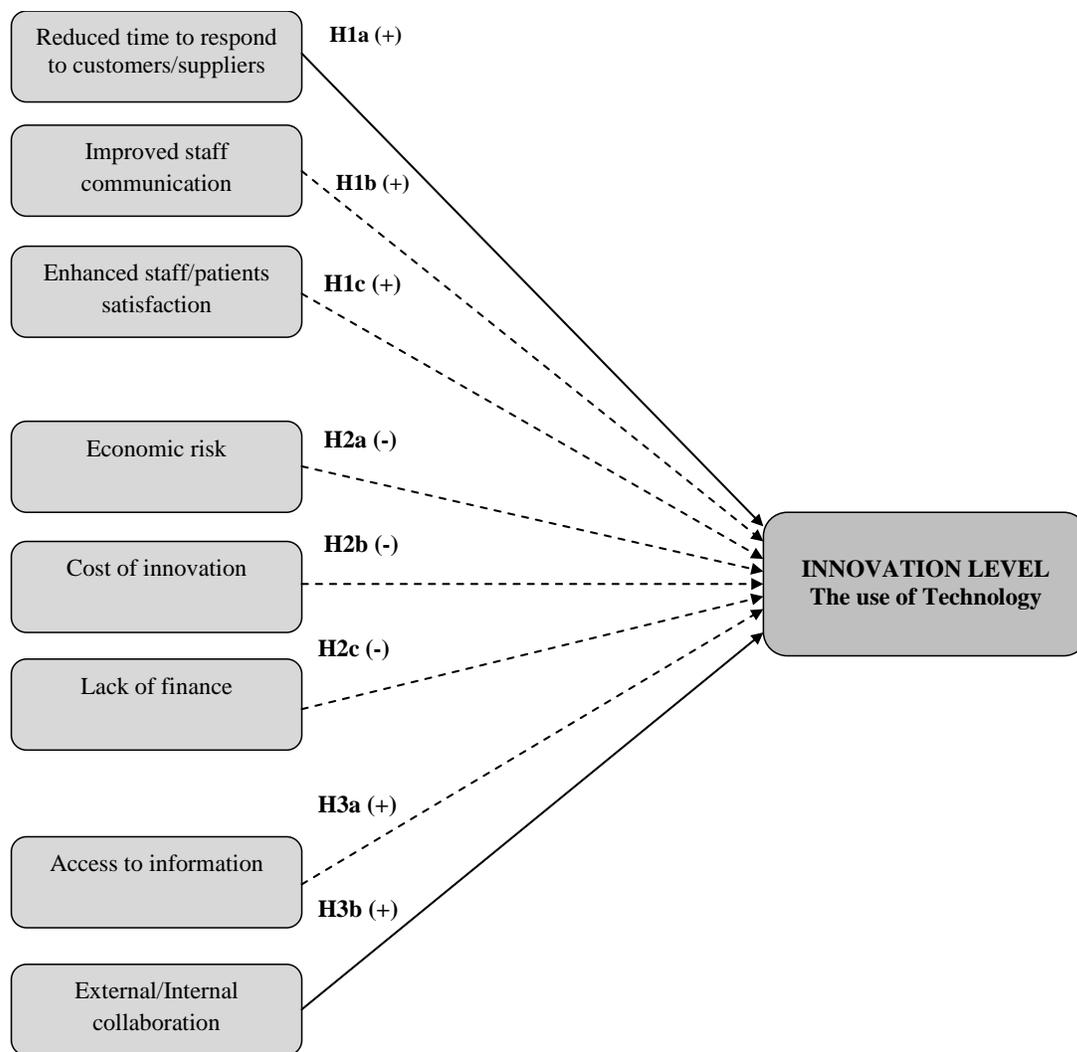 Reduced time to respond
to customers/suppliers
H1a (+)
Improved staff
communication
H1b (+)
Enhanced staff/patients
satisfaction
H1c (+)
Economic risk
H2a (-)
Cost of innovation
H2b (-)
Lack of finance
H2c (-)
Access to information
H3a (+)
External/Internal
collaboration
H3b (+)
INNOVATION LEVEL
The use of Technology